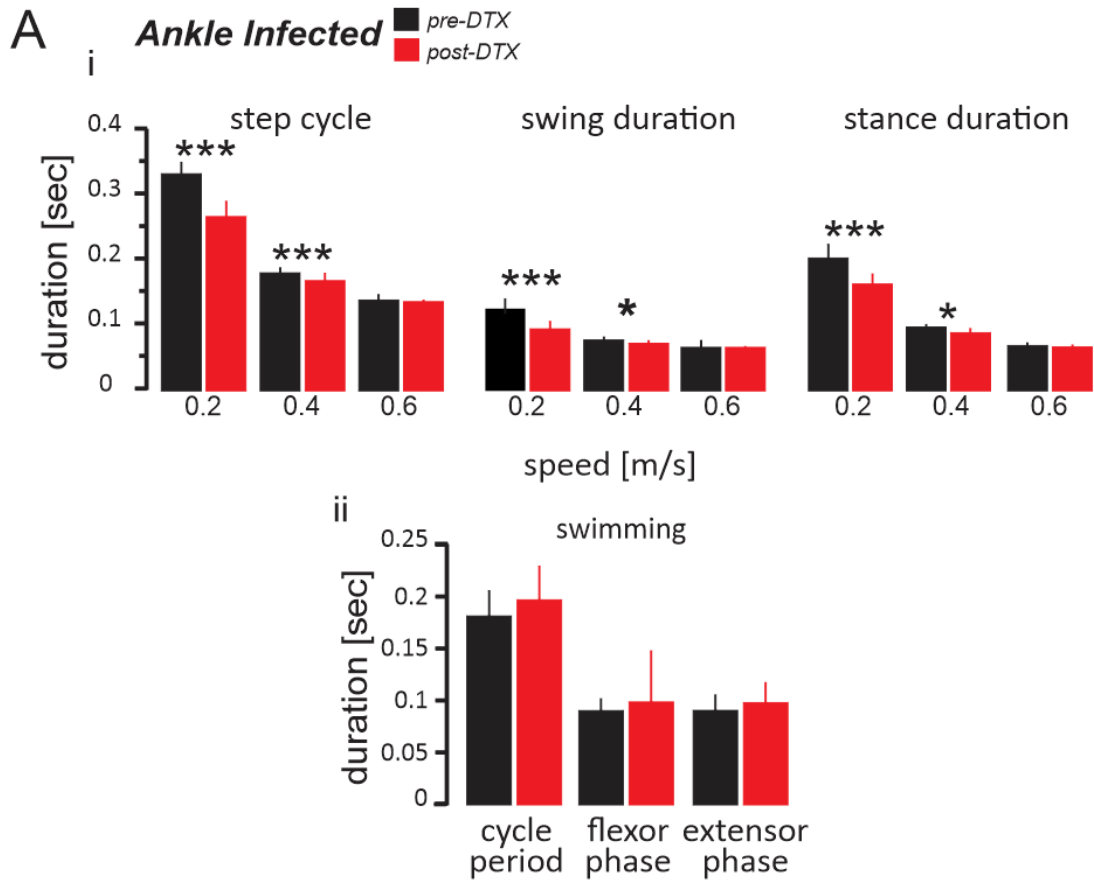 A
Ankle Infected
pre-DTX
post-DTX
i
step cycle
swing duration
stance duration
duration [sec]
0.4
0.3
0.2
0.1
0
***
***
***
*
***
*
0.2 0.4 0.6
0.2 0.4 0.6
0.2 0.4 0.6
speed [m/s]
ii
swimming
duration [sec]
0.25
0.2
0.15
0.1
0.05
0
cycle
period
flexor
phase
extensor
phase